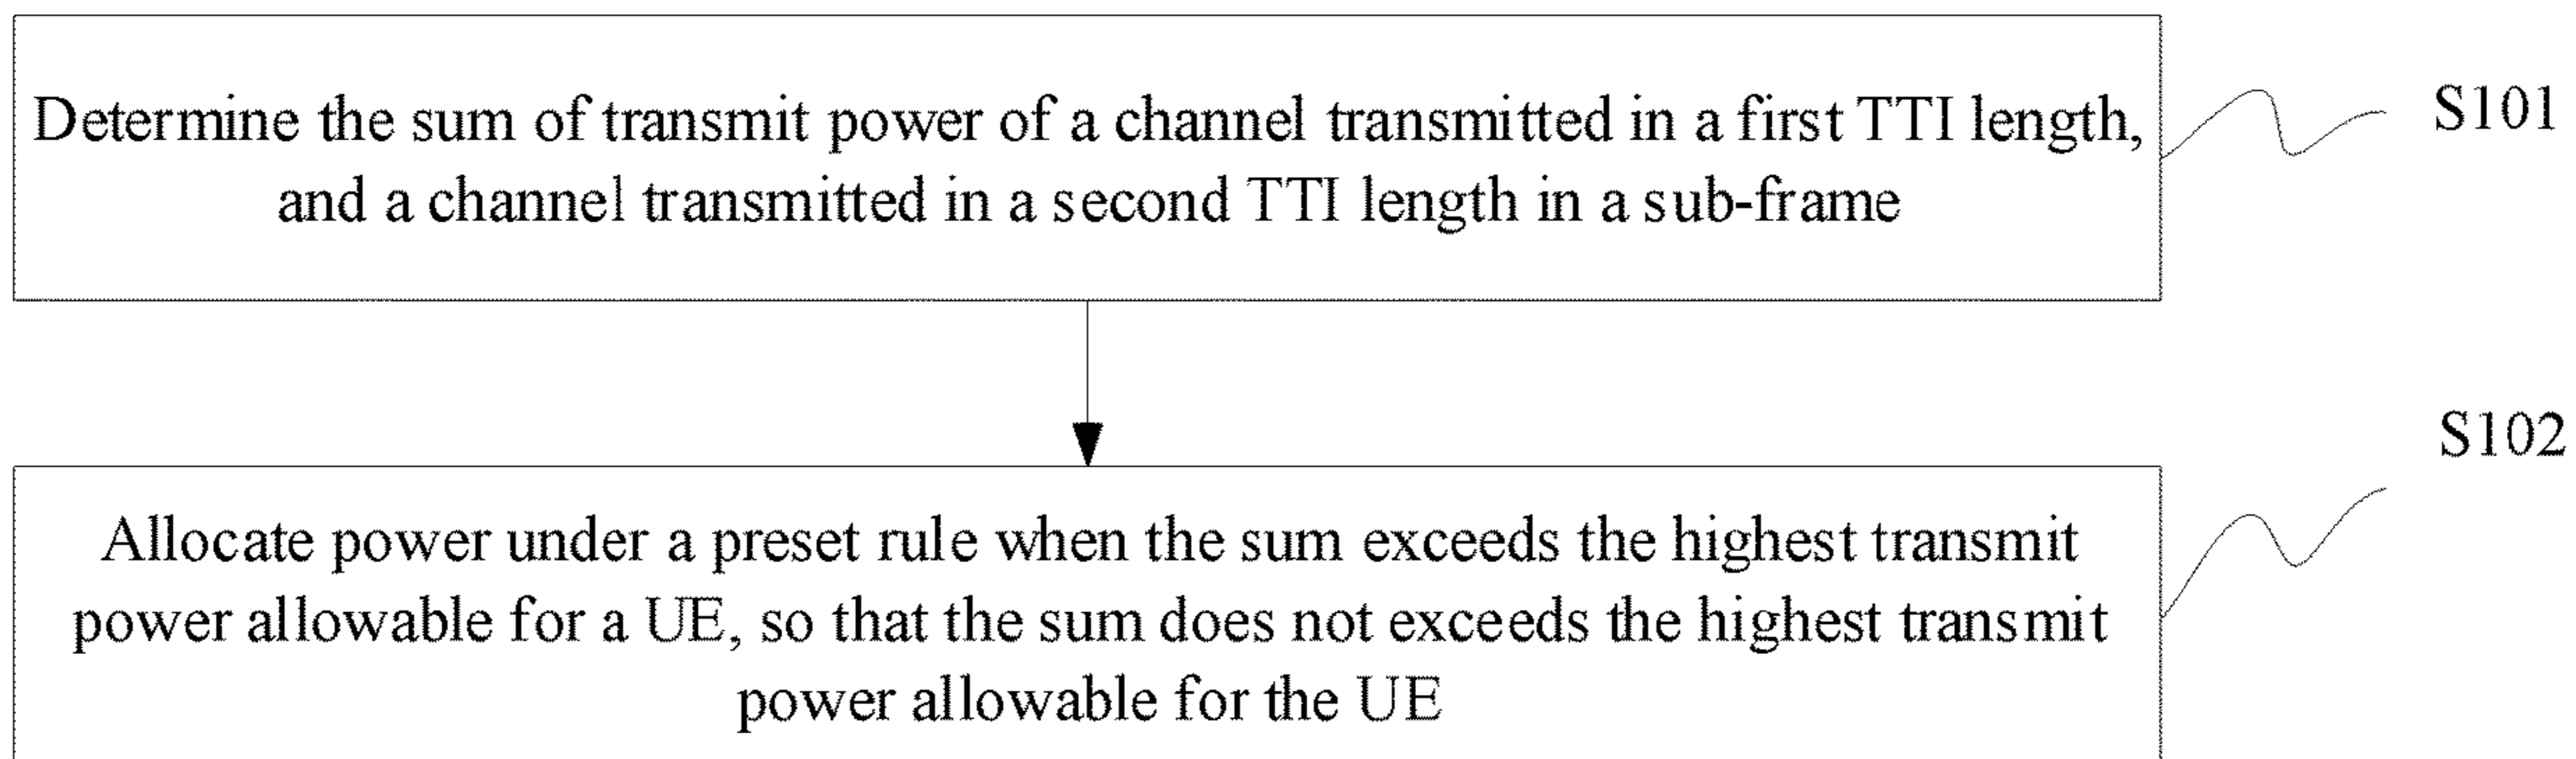 Determine the sum of transmit power of a channel transmitted in a first TTI length,
and a channel transmitted in a second TTI length in a sub-frame
S101
Allocate power under a preset rule when the sum exceeds the highest transmit
power allowable for a UE, so that the sum does not exceeds the highest transmit
power allowable for the UE
S102